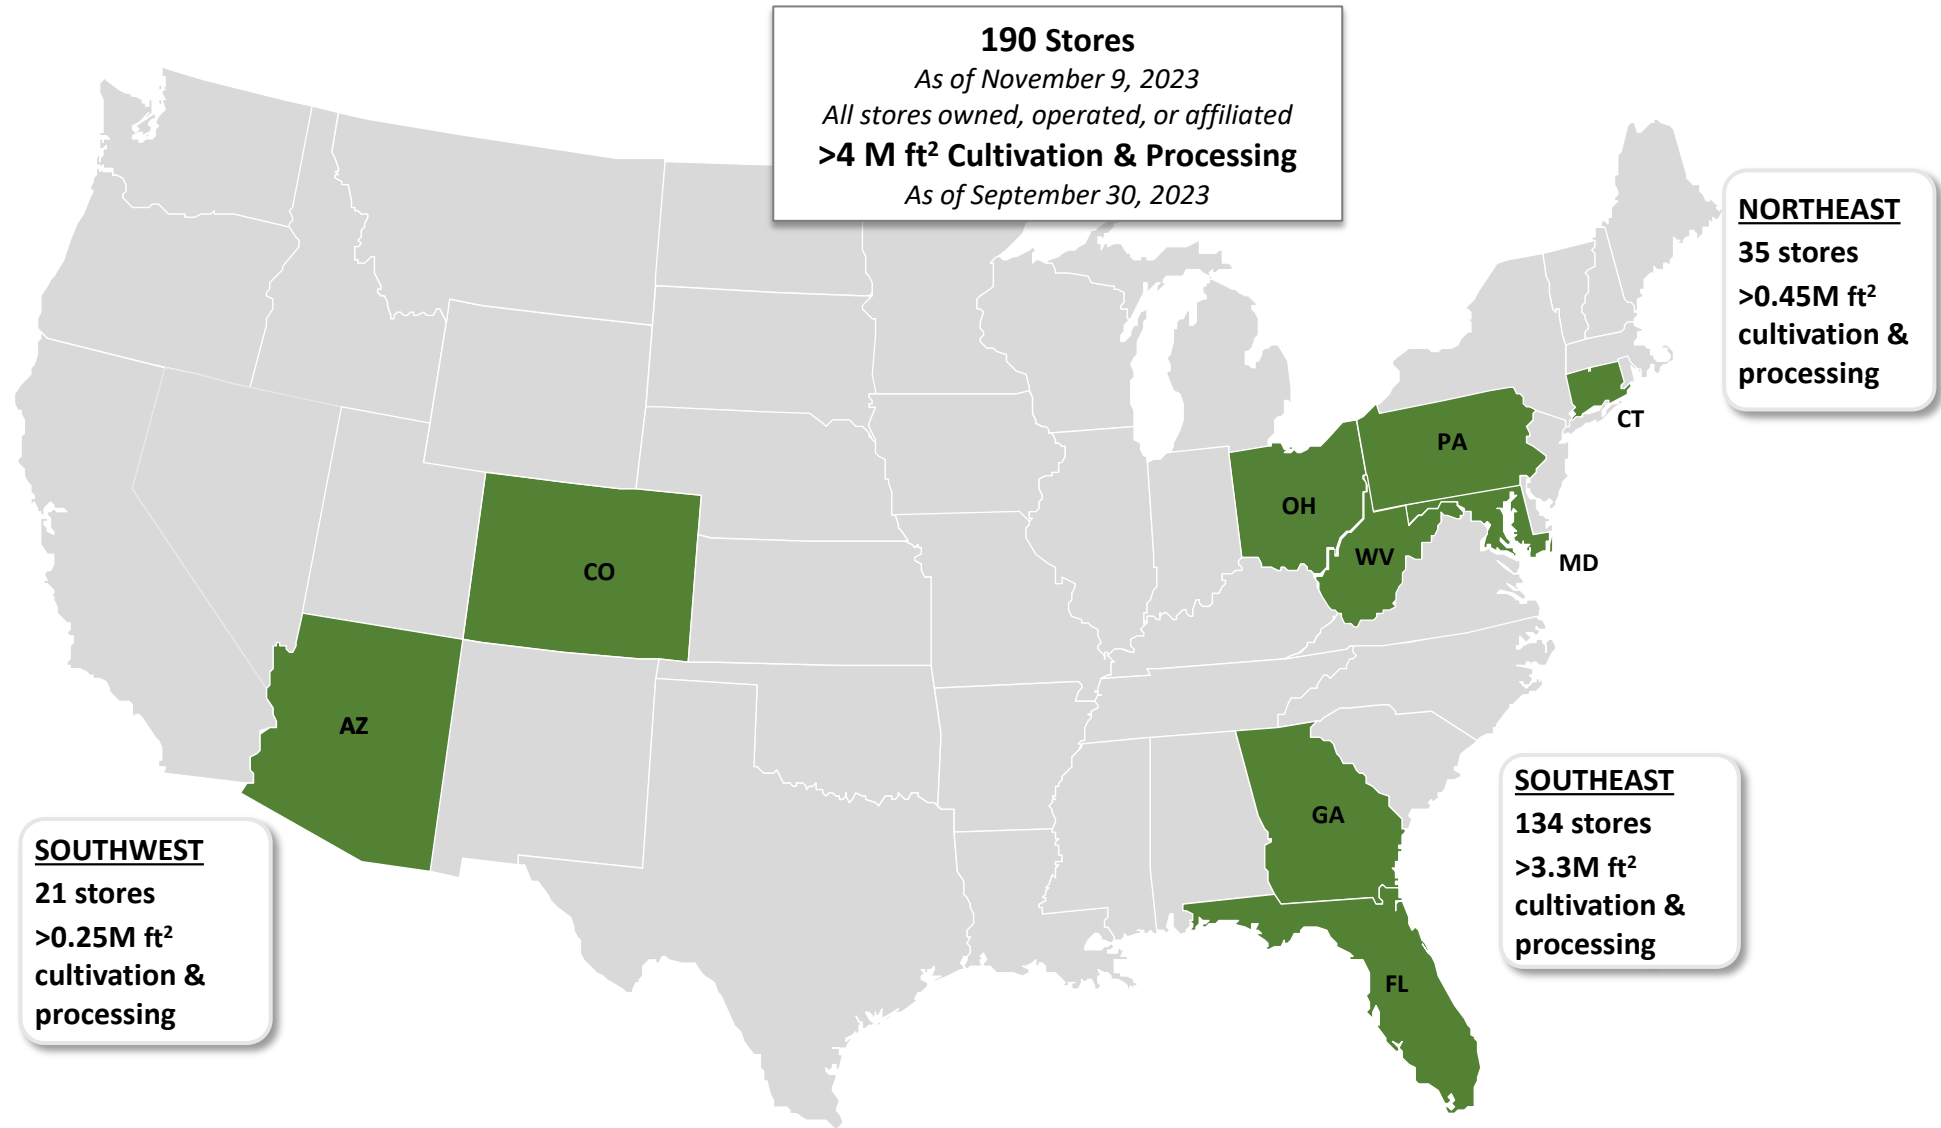 190 Stores
As of November 9, 2023
All stores owned, operated, or affiliated
>4 M ft² Cultivation & Processing
As of September 30, 2023
NORTHEAST
35 stores
>0.45M ft²
cultivation &
processing
CT
PA
OH
WV
MD
CO
AZ
GA
FL
SOUTHWEST
21 stores
>0.25M ft²
cultivation &
processing
SOUTHEAST
134 stores
>3.3M ft²
cultivation &
processing